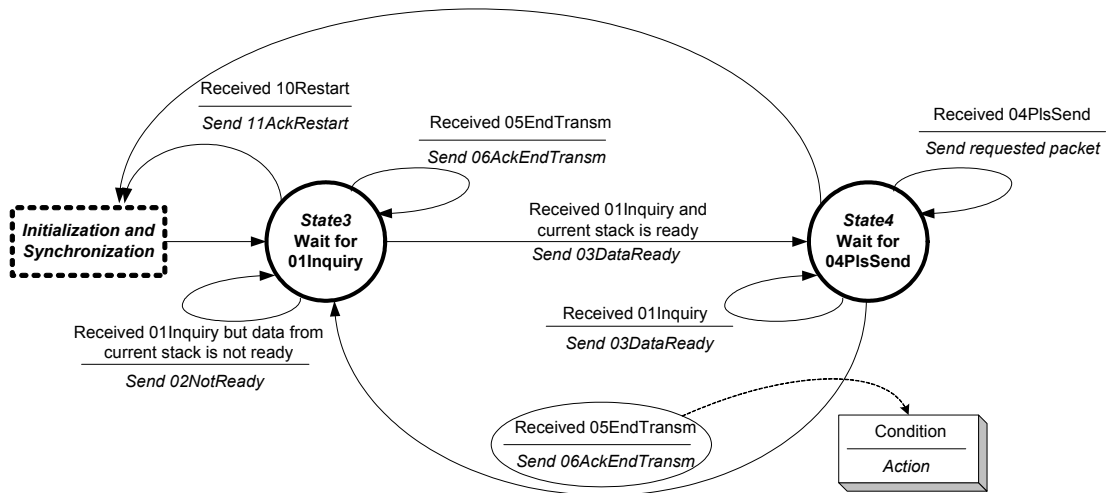 Received 10Restart
Send 11AckRestart
Received 05EndTransm
Send 06AckEndTransm
Received 04PlsSend
Send requested packet
Initialization and
Synchronization
State3
Wait for
01Inquiry
Received 01Inquiry and
current stack is ready
Send 03DataReady
State4
Wait for
04PlsSend
Received 01Inquiry but data from
current stack is not ready
Send 02NotReady
Received 01Inquiry
Send 03DataReady
Received 05EndTransm
Send 06AckEndTransm
Condition
Action